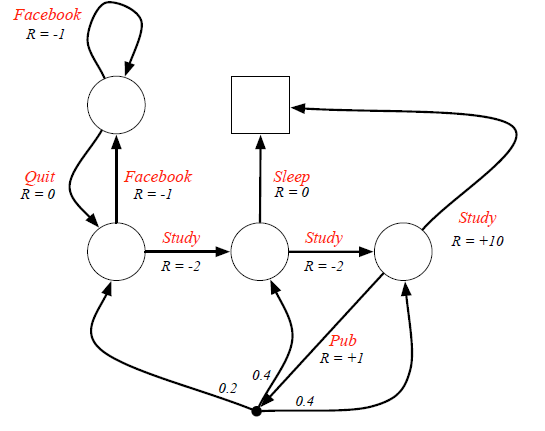 Facebook
R = -1
Quit
R = 0
Facebook
R = -1
Sleep
R = 0
Study
R = +10
Study
R = -2
Study
R = -2
Pub
R = +1
0.2
0.4
0.4